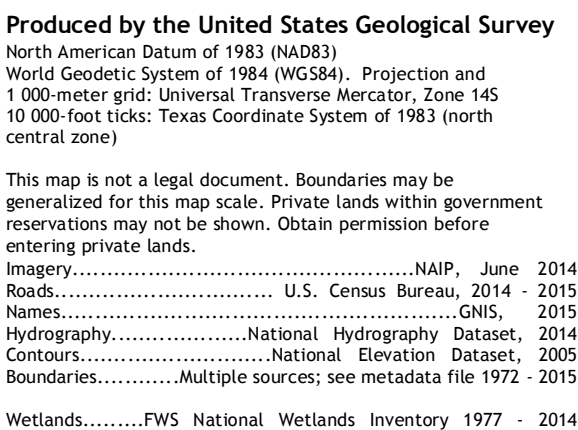 Produced by the United States Geological Survey
North American Datum of 1983 (NAD83)
World Geodetic System of 1984 (WGS84).  Projection and
1 000-meter grid: Universal Transverse Mercator, Zone 14S
10 000-foot ticks: Texas Coordinate System of 1983 (north
central zone)
This map is not a legal document. Boundaries may be
generalized for this map scale. Private lands within government
reservations may not be shown. Obtain permission before
entering private lands.
Imagery.............................................NAIP, June 2014
Roads............................. U.S. Census Bureau, 2014 - 2015
Names.................................................GNIS, 2015
Hydrography...................National Hydrography Dataset, 2014
Contours...........................National Elevation Dataset, 2005
Boundaries............Multiple sources; see metadata file 1972 - 2015
Wetlands.........FWS National Wetlands Inventory 1977 - 2014